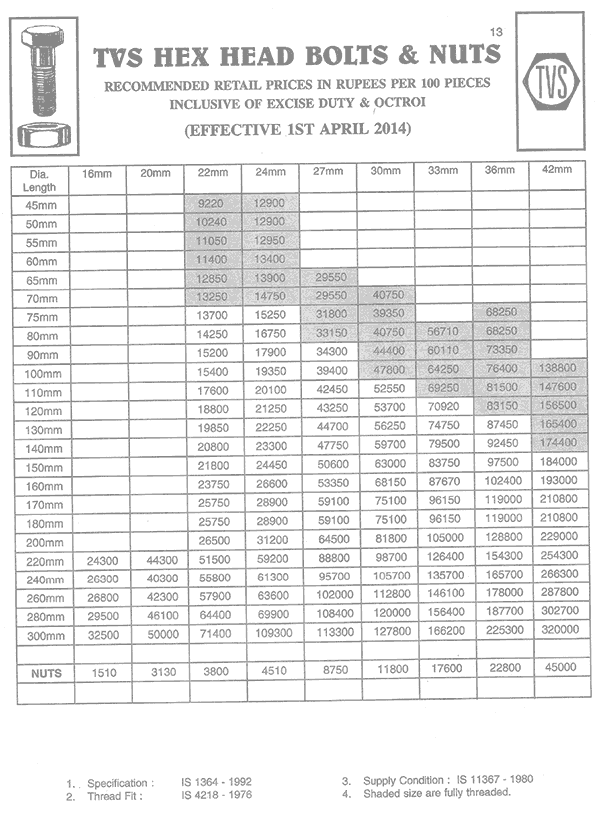 13
TVS HEX HEAD BOLTS & NUTS
TVS
RECOMMENDED RETAIL PRICES IN RUPEES PER 100 PIECES
INCLUSIVE OF EXCISE DUTY & OCTROI
(EFFECTIVE 1ST APRIL 2014)
Dia. Length 16mm 20mm 22mm 24mm 27mm 30mm 33mm 36mm 42mm
45mm 9220 12900
50mm 10240 12900
55mm 11050 12950
60mm 11400 13400
65mm 12850 13900 29550
70mm 13250 14750 29550 40750
75mm 13700 15250 31800 39350 68250
80mm 14250 16750 33150 40750 56710 68250
90mm 15200 17900 34300 44400 60110 73350
100mm 15400 19350 39400 47800 64250 76400 138800
110mm 17600 20100 42450 52550 69250 81500 147600
120mm 18800 21250 43250 53700 70920 83150 156500
130mm 19850 22250 44700 56250 74750 87450 165400
140mm 20800 23300 47750 59700 79500 92450 174400
150mm 21800 24450 50600 63000 83750 97500 184000
160mm 23750 26600 53350 68150 87670 102400 193000
170mm 25750 28900 59100 75100 96150 119000 210800
180mm 25750 28900 59100 75100 96150 119000 210800
200mm 26500 31200 64500 81800 105000 128800 229000
220mm 24300 44300 51500 59200 88800 98700 126400 154300 254300
240mm 26300 40300 55800 61300 95700 105700 135700 165700 266300
260mm 26800 42300 57900 63600 102000 112800 146100 178000 287800
280mm 29500 46100 64400 69900 108400 120000 156400 187700 302700
300mm 32500 50000 71400 109300 113300 127800 166200 225300 320000
NUTS 1510 3130 3800 4510 8750 11800 17600 22800 45000
1. Specification : IS 1364 - 1992
2. Thread Fit : IS 4218 - 1976
3. Supply Condition : IS 11367 - 1980
4. Shaded size are fully threaded.